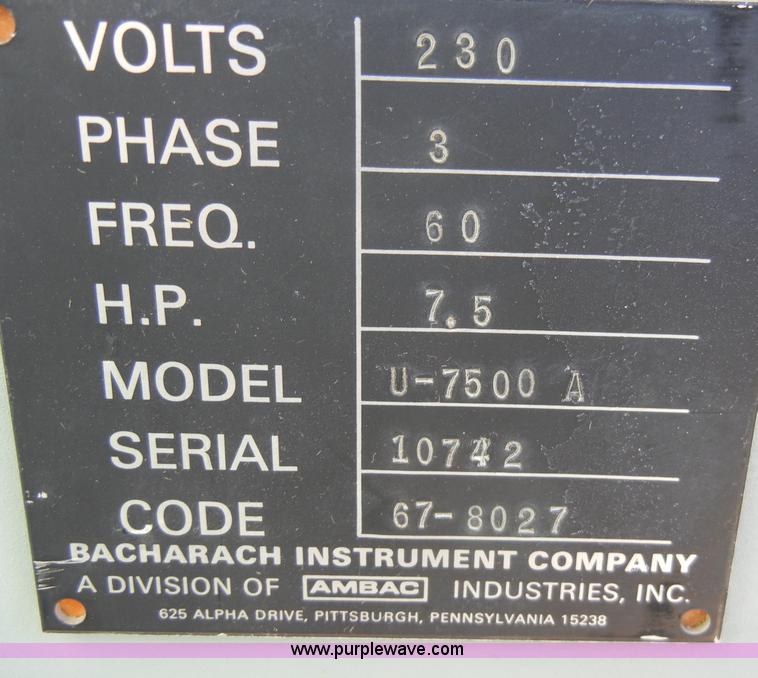 VOLTS 230
PHASE 3
FREQ. 60
H.P. 7.5
MODEL U-7500 A
SERIAL 10742
CODE 67-8027
BACHARACH INSTRUMENT COMPANY
A DIVISION OF AMBAC INDUSTRIES, INC.
625 ALPHA DRIVE, PITTSBURGH, PENNSYLVANIA 15238
www.purplewave.com